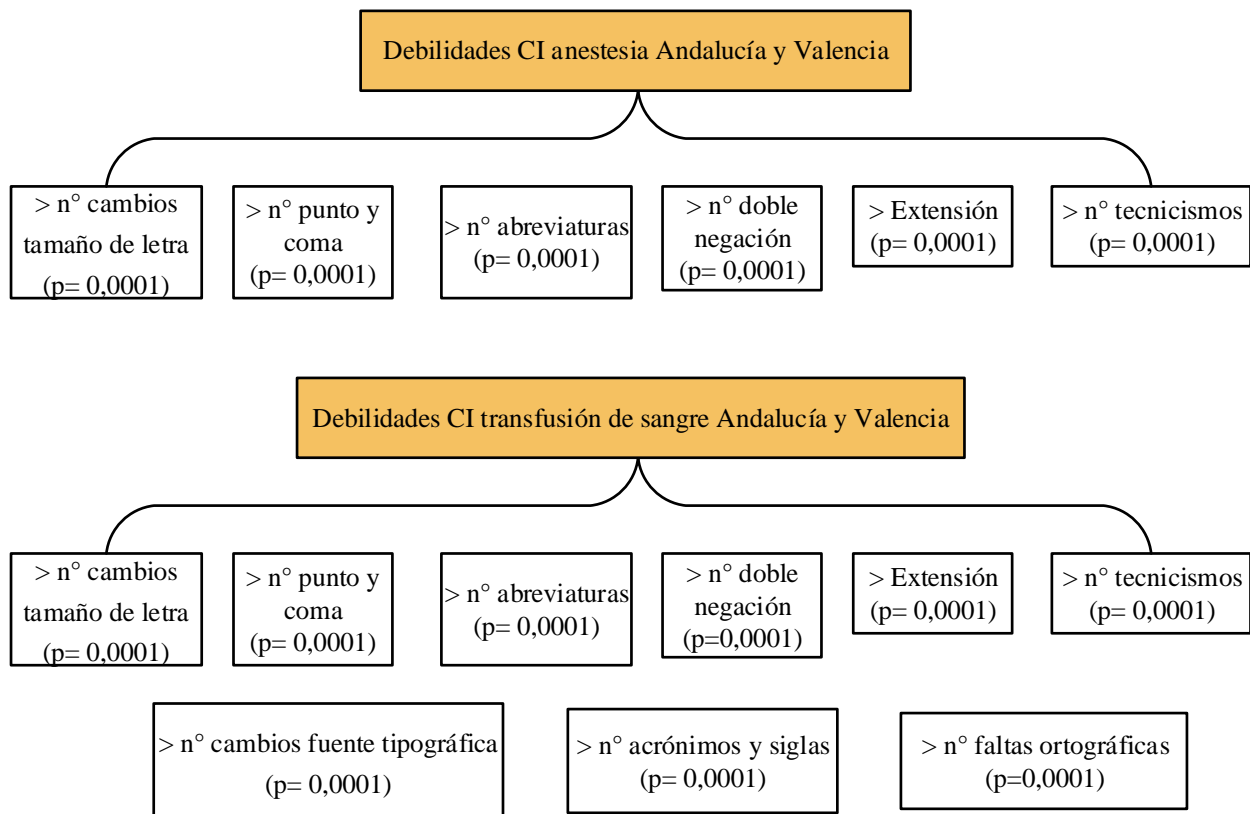 Debilidades CI anestesia Andalucía y Valencia
> n° cambios
tamaño de letra
(p= 0,0001)
> n° punto y
coma
(p= 0,0001)
> n° abreviaturas
(p= 0,0001)
> n° doble
negación
(p= 0,0001)
> Extensión
(p= 0,0001)
> n° tecnicismos
(p= 0,0001)
Debilidades CI transfusión de sangre Andalucía y Valencia
> n° cambios
tamaño de letra
(p= 0,0001)
> n° punto y
coma
(p= 0,0001)
> n° abreviaturas
(p= 0,0001)
> n° doble
negación
(p=0,0001)
> Extensión
(p= 0,0001)
> n° tecnicismos
(p= 0,0001)
> n° cambios fuente tipográfica
(p= 0,0001)
> n° acrónimos y siglas
(p= 0,0001)
> n° faltas ortográficas
(p=0,0001)